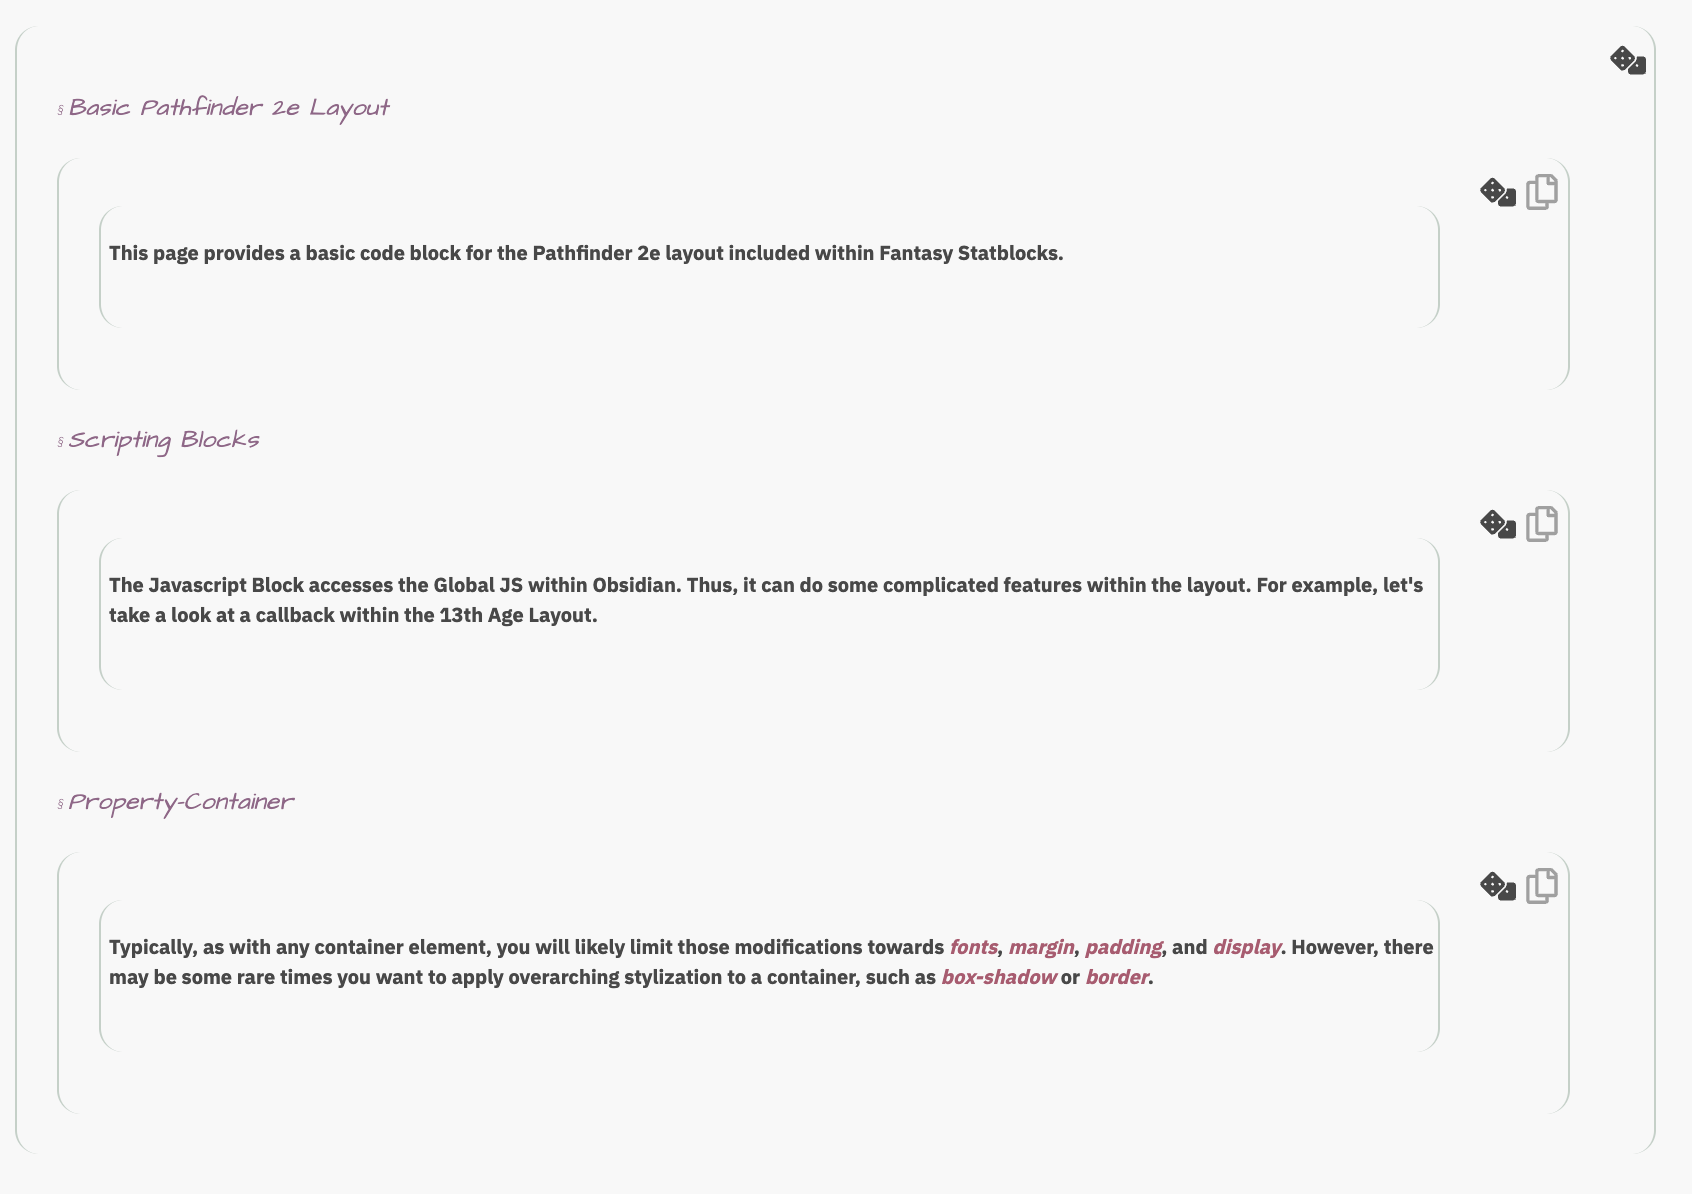 § Basic Pathfinder 2e Layout
This page provides a basic code block for the Pathfinder 2e layout included within Fantasy Statblocks.
§ Scripting Blocks
The Javascript Block accesses the Global JS within Obsidian. Thus, it can do some complicated features within the layout. For example, let's
take a look at a callback within the 13th Age Layout.
§ Property-Container
Typically, as with any container element, you will likely limit those modifications towards fonts, margin, padding, and display. However, there
may be some rare times you want to apply overarching stylization to a container, such as box-shadow or border.